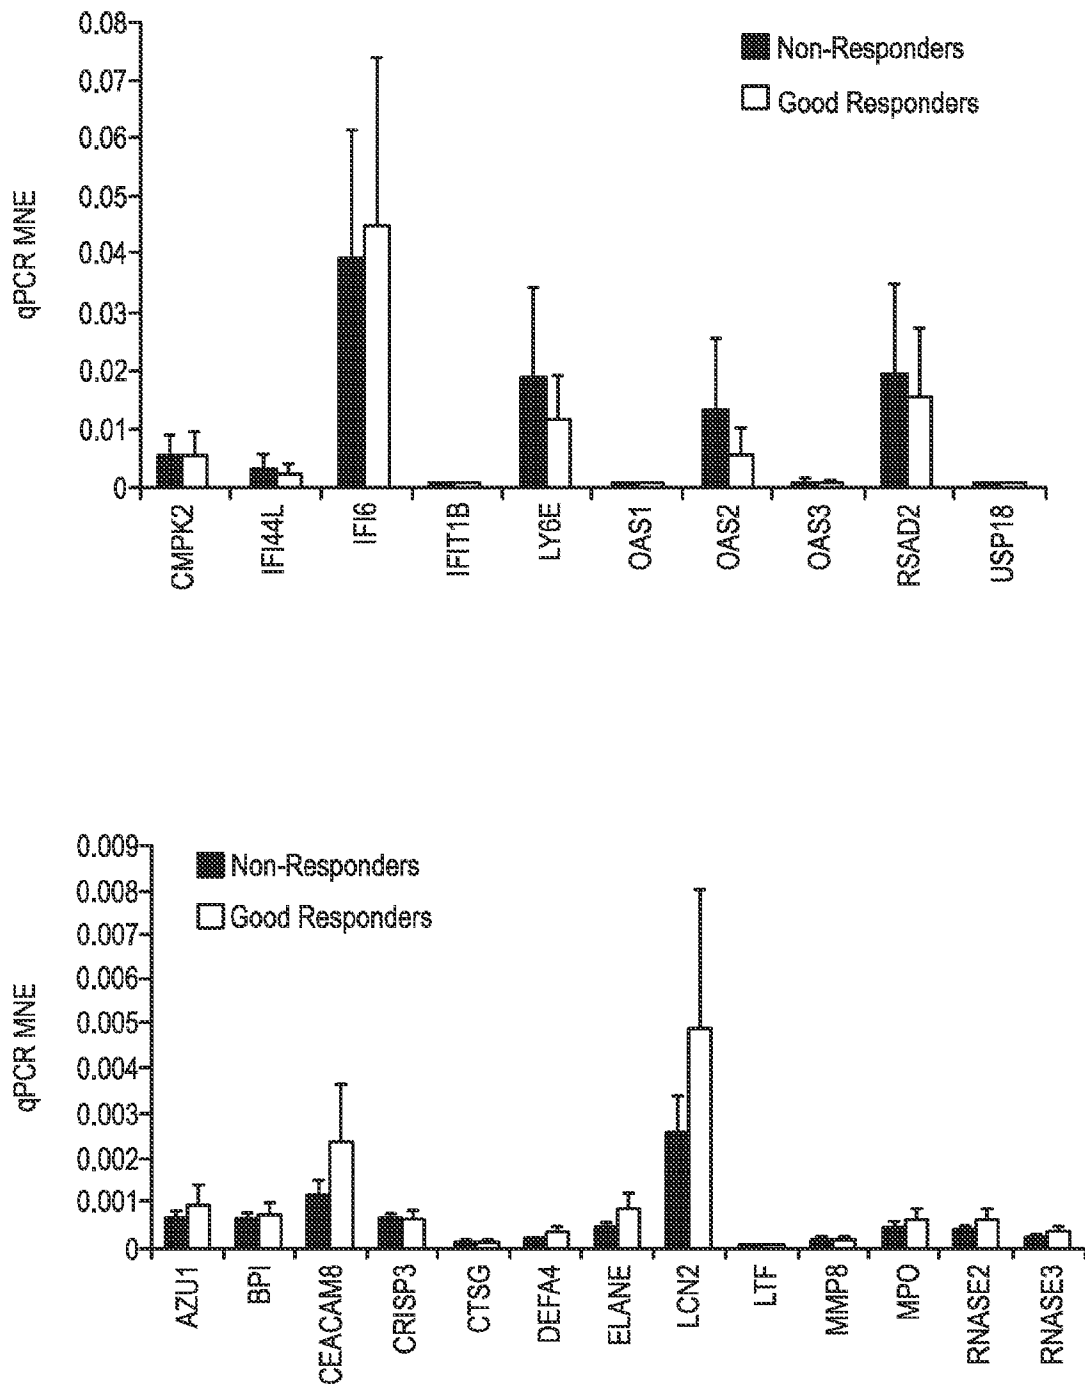 0.08
0.07
0.06
0.05
0.04
0.03
0.02
0.01
0
qPCR MNE
Non-Responders
Good Responders
CMPK2
IFI44L
IFI6
IFIT1B
LY6E
OAS1
OAS2
OAS3
RSAD2
USP18
0.009
0.008
0.007
0.006
0.005
0.004
0.003
0.002
0.001
0
qPCR MNE
Non-Responders
Good Responders
AZU1
BPI
CEACAM8
CRISP3
CTSG
DEFA4
ELANE
LCN2
LTF
MMP8
MPO
RNASE2
RNASE3